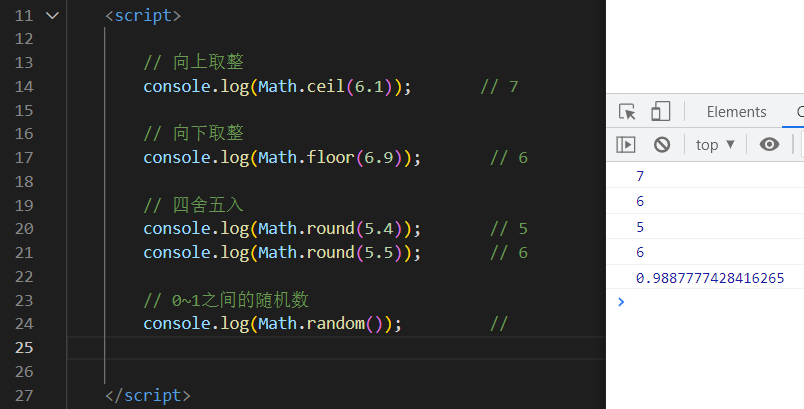 11 <script>
12
13 // 向上取整
14 console.log(Math.ceil(6.1)); // 7
15
16 // 向下取整
17 console.log(Math.floor(6.9)); // 6
18
19 // 四舍五入
20 console.log(Math.round(5.4)); // 5
21 console.log(Math.round(5.5)); // 6
22
23 // 0~1之间的随机数
24 console.log(Math.random()); //
25
26
27 </script>
Elements
top ▼
7
6
5
6
0.9887777428416265
>